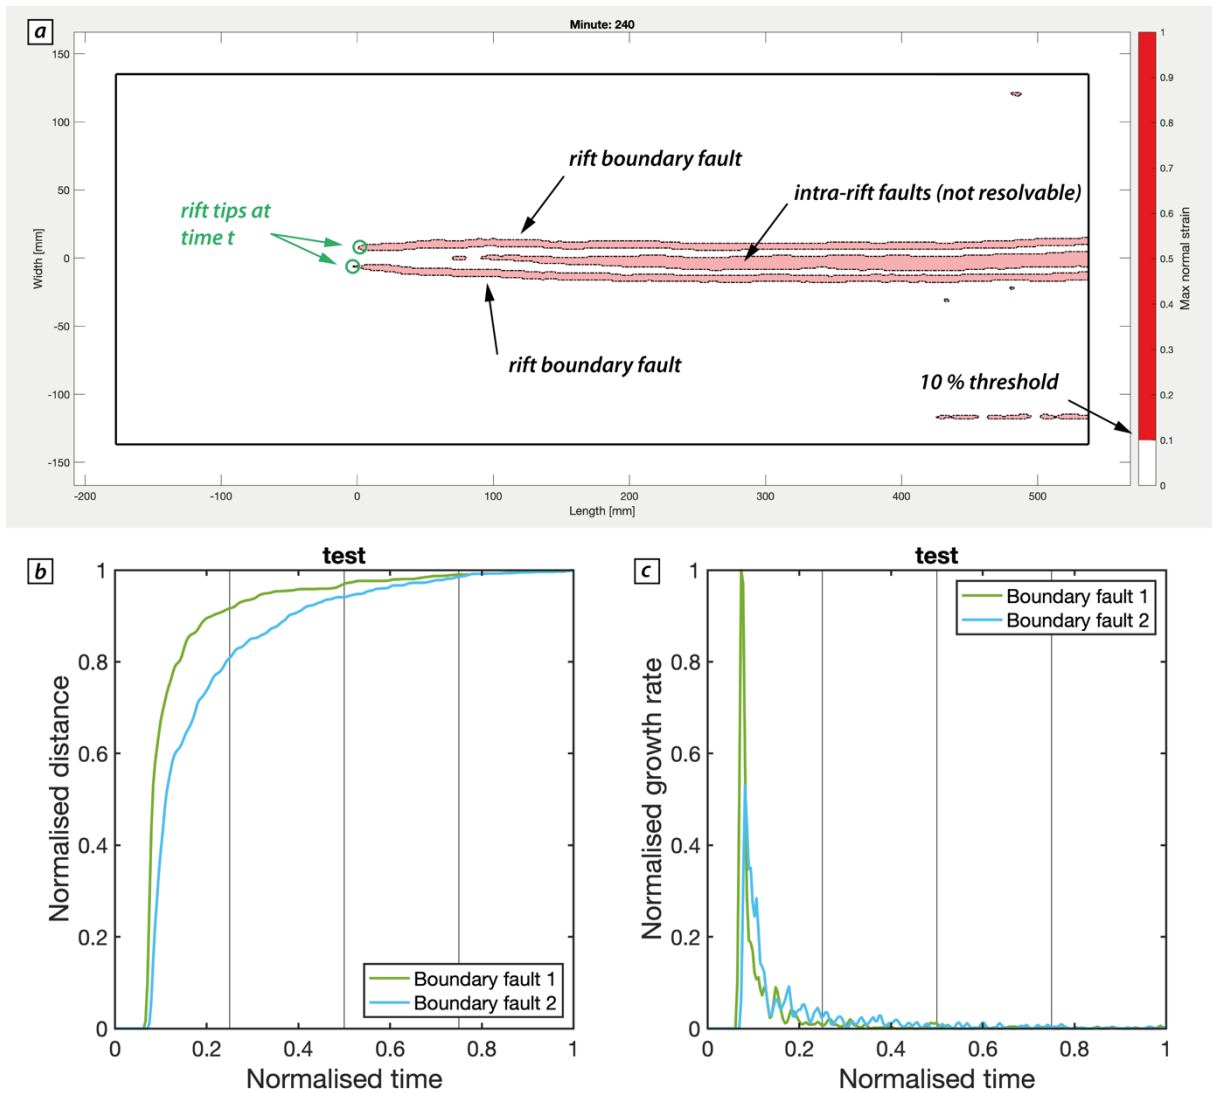 a
Minute: 240
150
100
50
0
-50
-100
-150
Width [mm]
rift boundary fault
intra-rift faults (not resolvable)
rift tips at
time t
rift boundary fault
10 % threshold
-200
-100
0
100
200
300
400
500
Length [mm]
1
0.9
0.8
0.7
0.6
0.5
0.4
0.3
0.2
0.1
0
Max normal strain
b
test
1
0.8
0.6
0.4
0.2
0
Normalised distance
Boundary fault 1
Boundary fault 2
0
0.2
0.4
0.6
0.8
1
Normalised time
c
test
1
0.8
0.6
0.4
0.2
0
Normalised growth rate
Boundary fault 1
Boundary fault 2
0
0.2
0.4
0.6
0.8
1
Normalised time